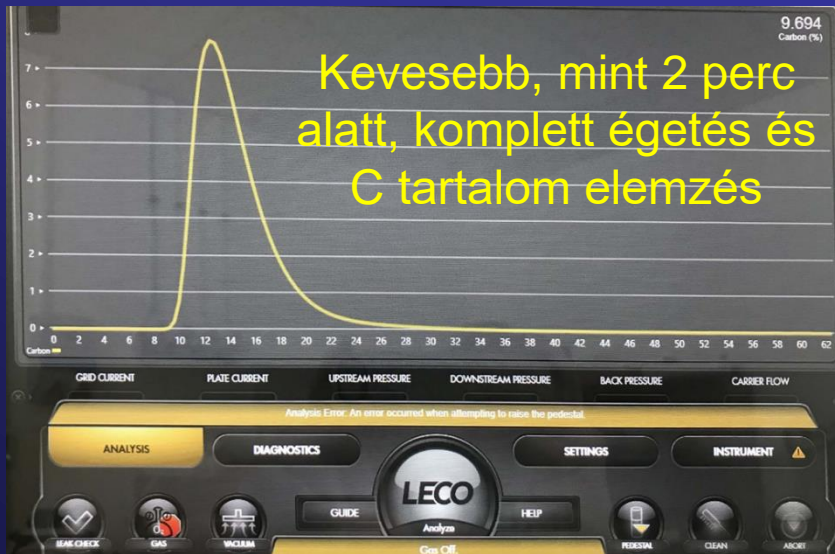 9.694
Carbon (%)
Kevesebb, mint 2 perc
alatt, komplett égetés és
C tartalom elemzés
7
6
5
4
3
2
1
0
0 2 4 6 8 10 12 14 16 18 20 22 24 26 28 30 32 34 36 38 40 42 44 46 48 50 52 54 56 58 60 62
Carbon
GRID CURRENT PLATE CURRENT UPSTREAM PRESSURE DOWNSTREAM PRESSURE BACK PRESSURE CARRIER FLOW
Analysis Error: An error occurred when attempting to raise the pedestal.
ANALYSIS DIAGNOSTICS SETTINGS INSTRUMENT
LECO
GUIDE HELP
Analyze
LEAK CHECK GAS VACUUM PEDESTAL CLEAN ABORT
Gas Off.